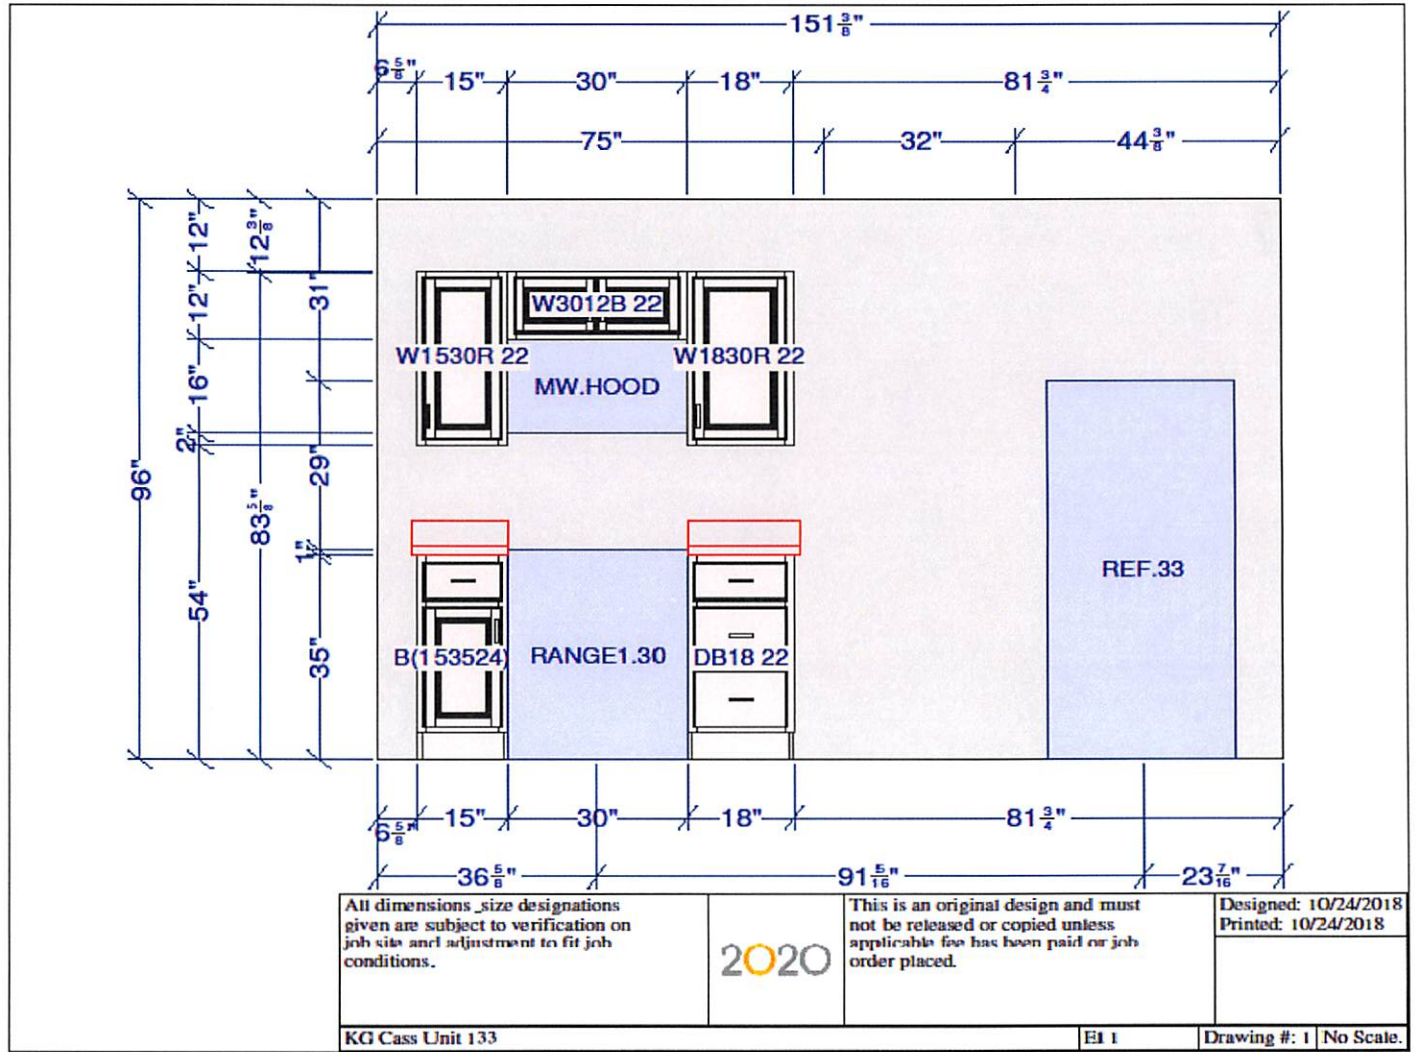 151 3/8"
6 5/8" 15" 30" 18" 81 3/4"
75" 32" 44 3/8"
12" 12 3/8"
31"
12"
W3012B 22
W1530R 22 W1830R 22
16" MW.HOOD
2"
29"
96"
83 5/8"
1"
REF.33
54"
35" B(153524) RANGE1.30 DB18 22
6 5/8" 15" 30" 18" 81 3/4"
36 5/8" 91 5/16" 23 7/16"
All dimensions _size designations
given are subject to verification on
job site and adjustment to fit job
conditions.
2020
This is an original design and must
not be released or copied unless
applicable fee has been paid or job
order placed.
Designed: 10/24/2018
Printed: 10/24/2018
KG Cass Unit 133 El 1 Drawing #: 1 No Scale.